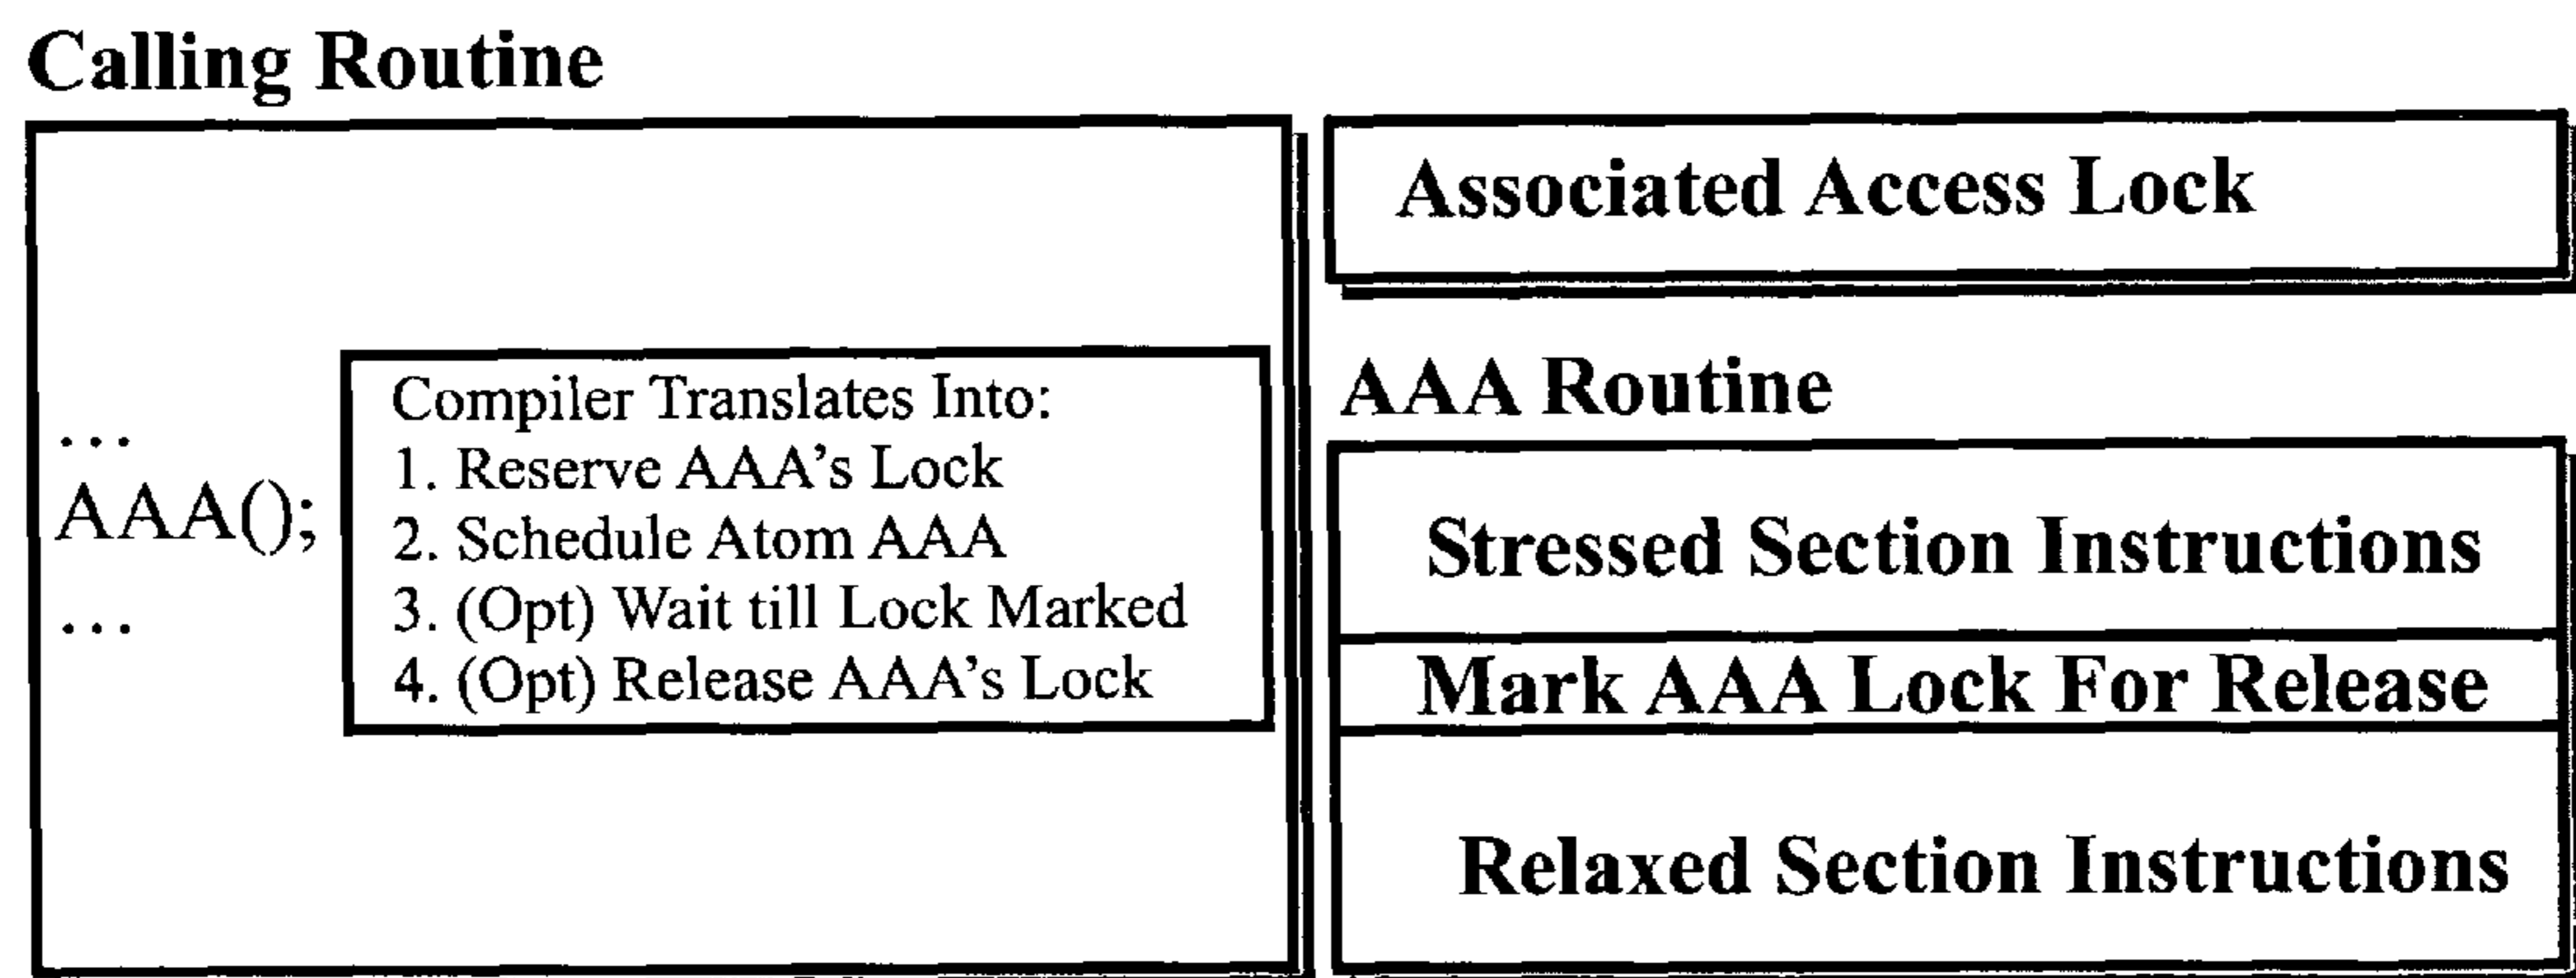 Calling Routine
...
AAA();
...
Compiler Translates Into:
1. Reserve AAA's Lock
2. Schedule Atom AAA
3. (Opt) Wait till Lock Marked
4. (Opt) Release AAA's Lock
Associated Access Lock
AAA Routine
Stressed Section Instructions
Mark AAA Lock For Release
Relaxed Section Instructions